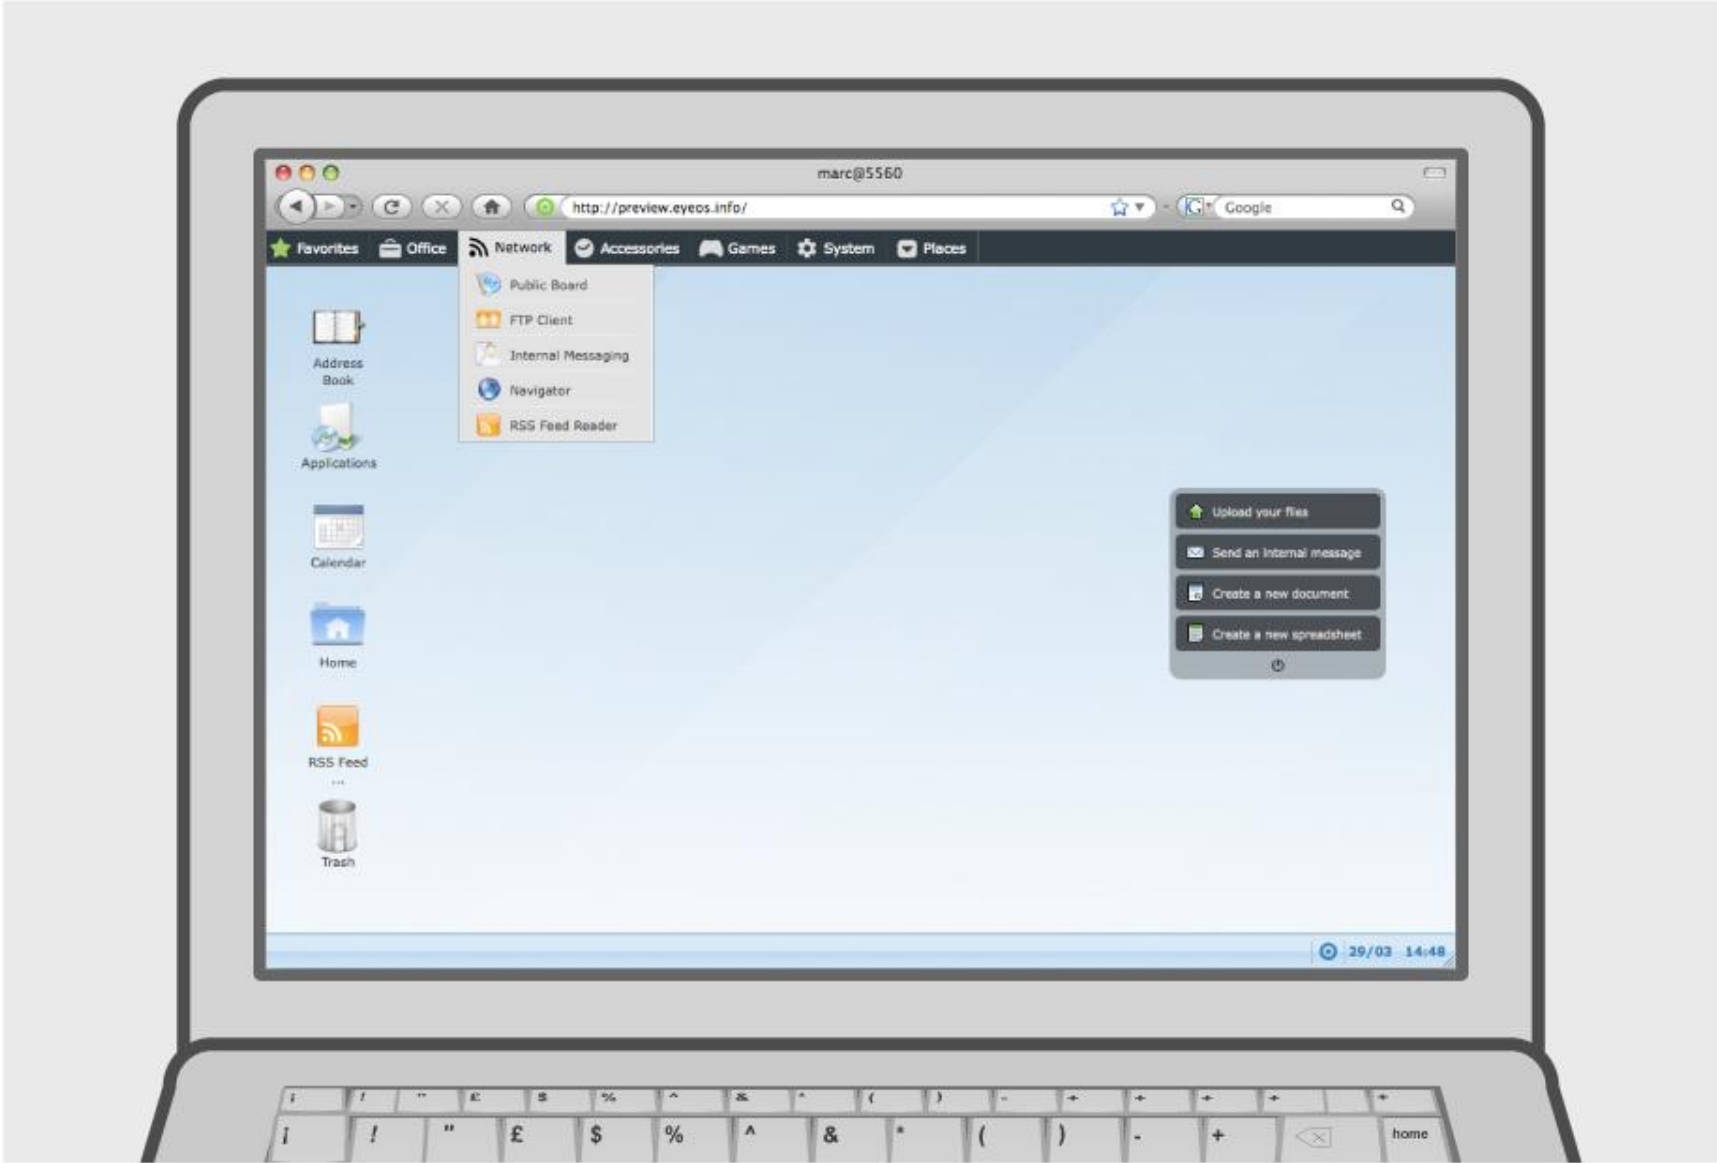 marc@5560
http://preview.eyeos.info/
Google
Favorites Office Network Accessories Games System Places
Public Board
FTP Client
Internal Messaging
Navigator
RSS Feed Reader
Address
Book
Applications
Calendar
Home
RSS Feed
...
Trash
Upload your files
Send an internal message
Create a new document
Create a new spreadsheet
29/03 14:48
¡ ! " £ $ % ^ & * ( ) - + + + + +
¡ ! " £ $ % ^ & * ( ) - + home